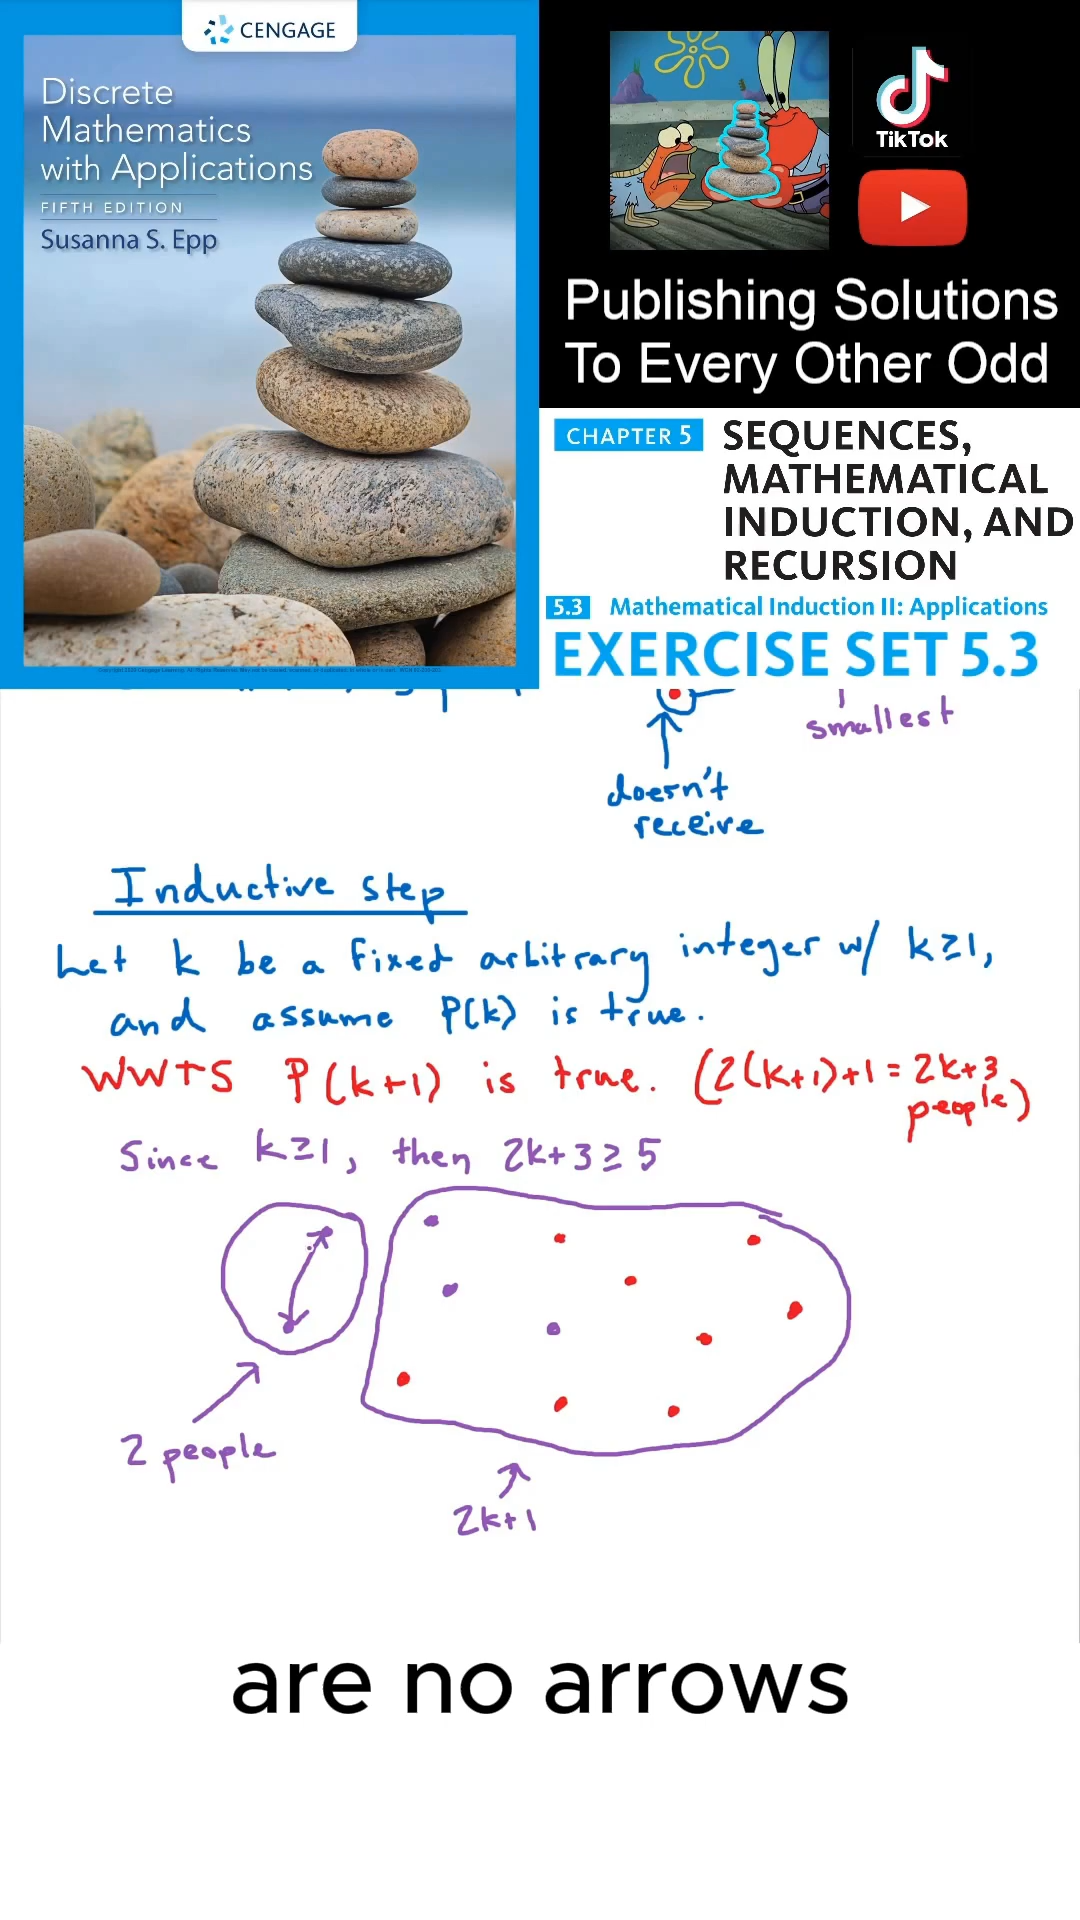 CENGAGE
Discrete
Mathematics
with Applications
FIFTH EDITION
Susanna S. Epp
TikTok
Publishing Solutions
To Every Other Odd
CHAPTER 5
SEQUENCES,
MATHEMATICAL
INDUCTION, AND
RECURSION
5.3 Mathematical Induction II: Applications
EXERCISE SET 5.3
smallest
doesn't
receive
Inductive step
Let k be a fixed arbitrary integer w/ k≥1,
and assume P(k) is true.
WWTS P(k+1) is true. (2(k+1)+1 = 2k+3
people)
Since k≥1, then 2k+3≥5
2 people
2k+1
are no arrows